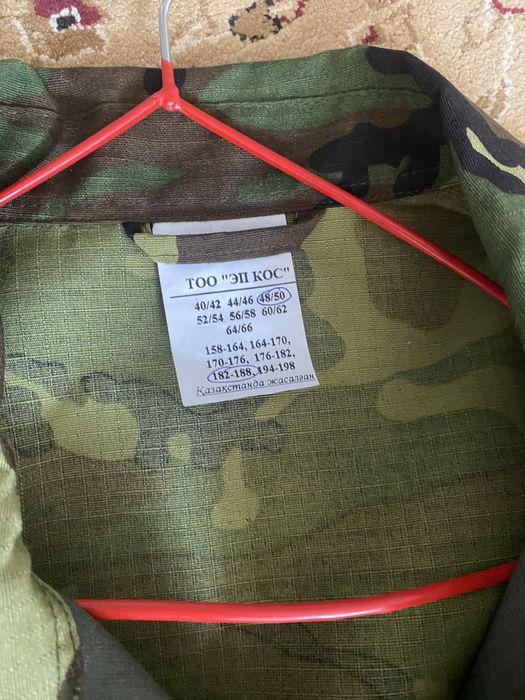 ТОО "ЭП КОС"
40/42 44/46 48/50
52/54 56/58 60/62
64/66
158-164, 164-170,
170-176, 176-182,
182-188, 194-198
Қазақстанда жасалған